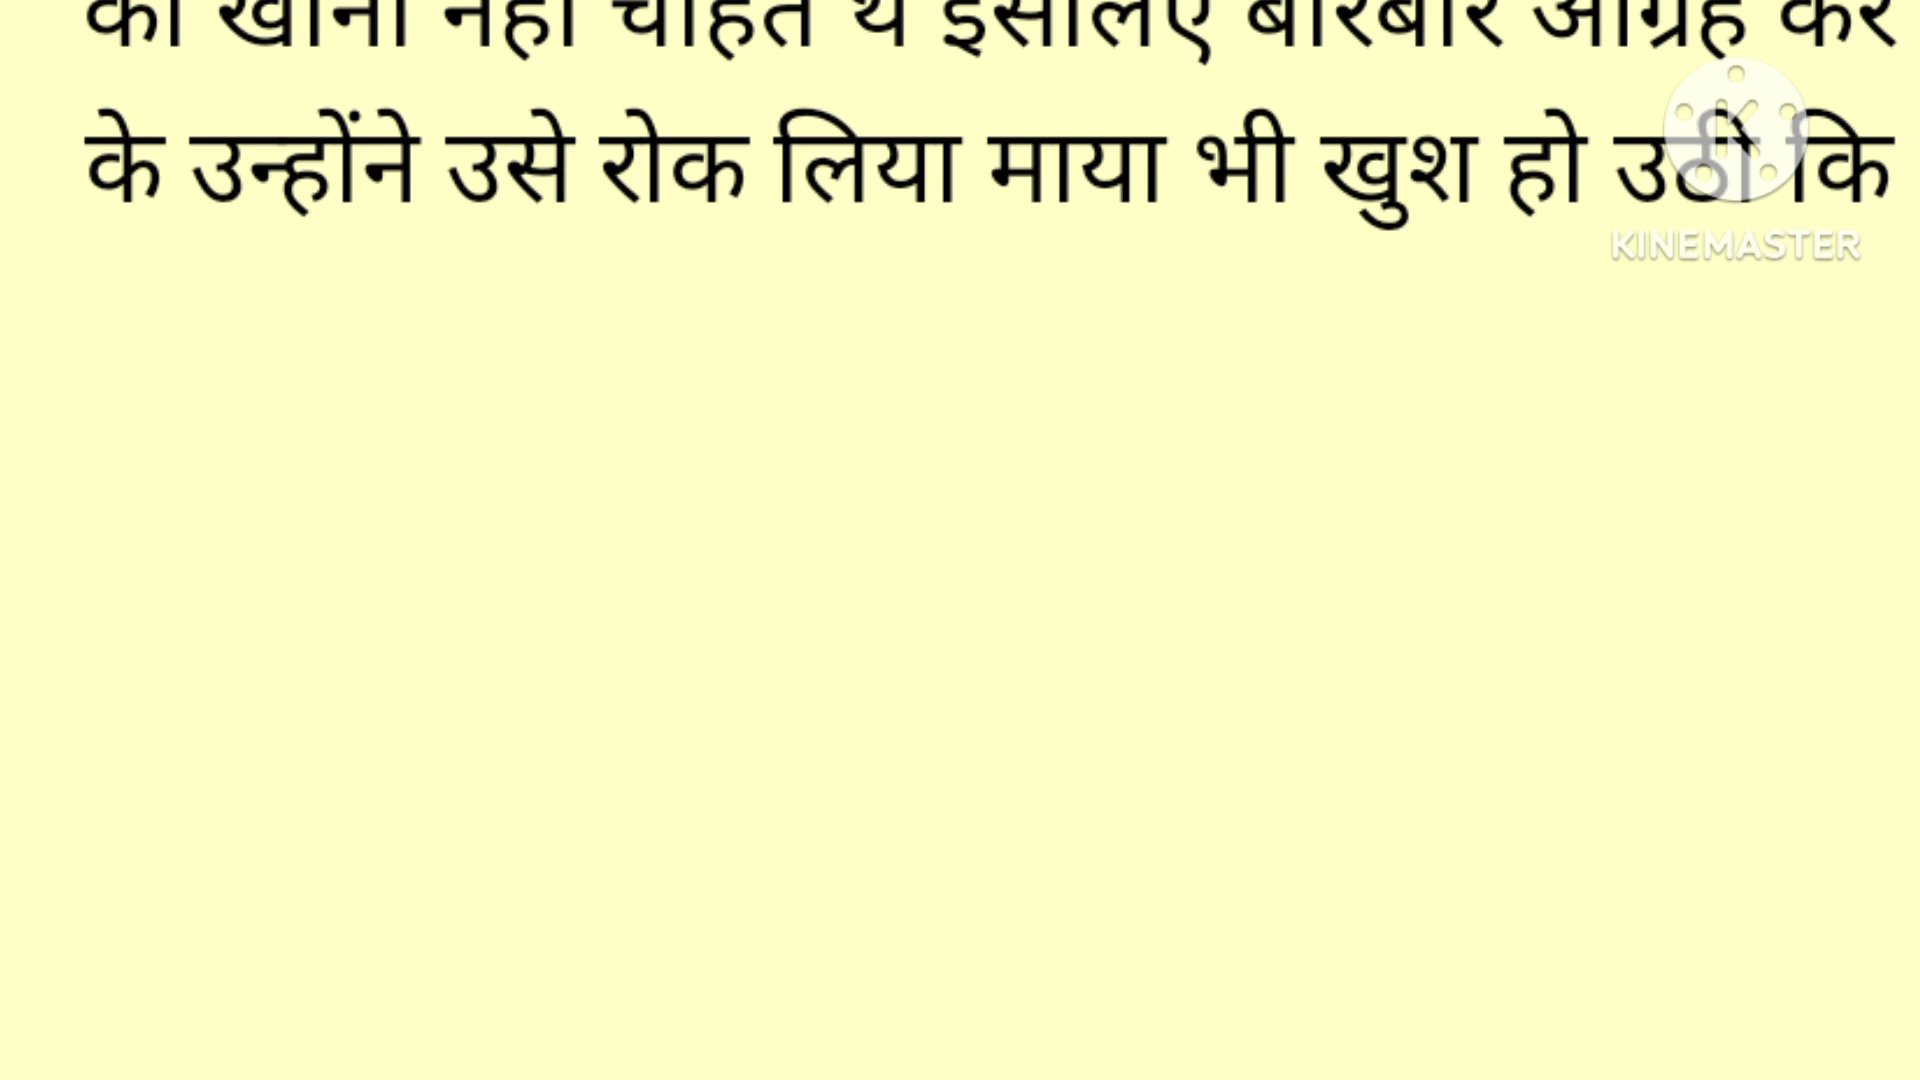 नहीं चाहते थे इसलिए बारबार आग्रह कर
के उन्होंने उसे रोक लिया माया भी खुश हो उठी कि
KINEMASTER